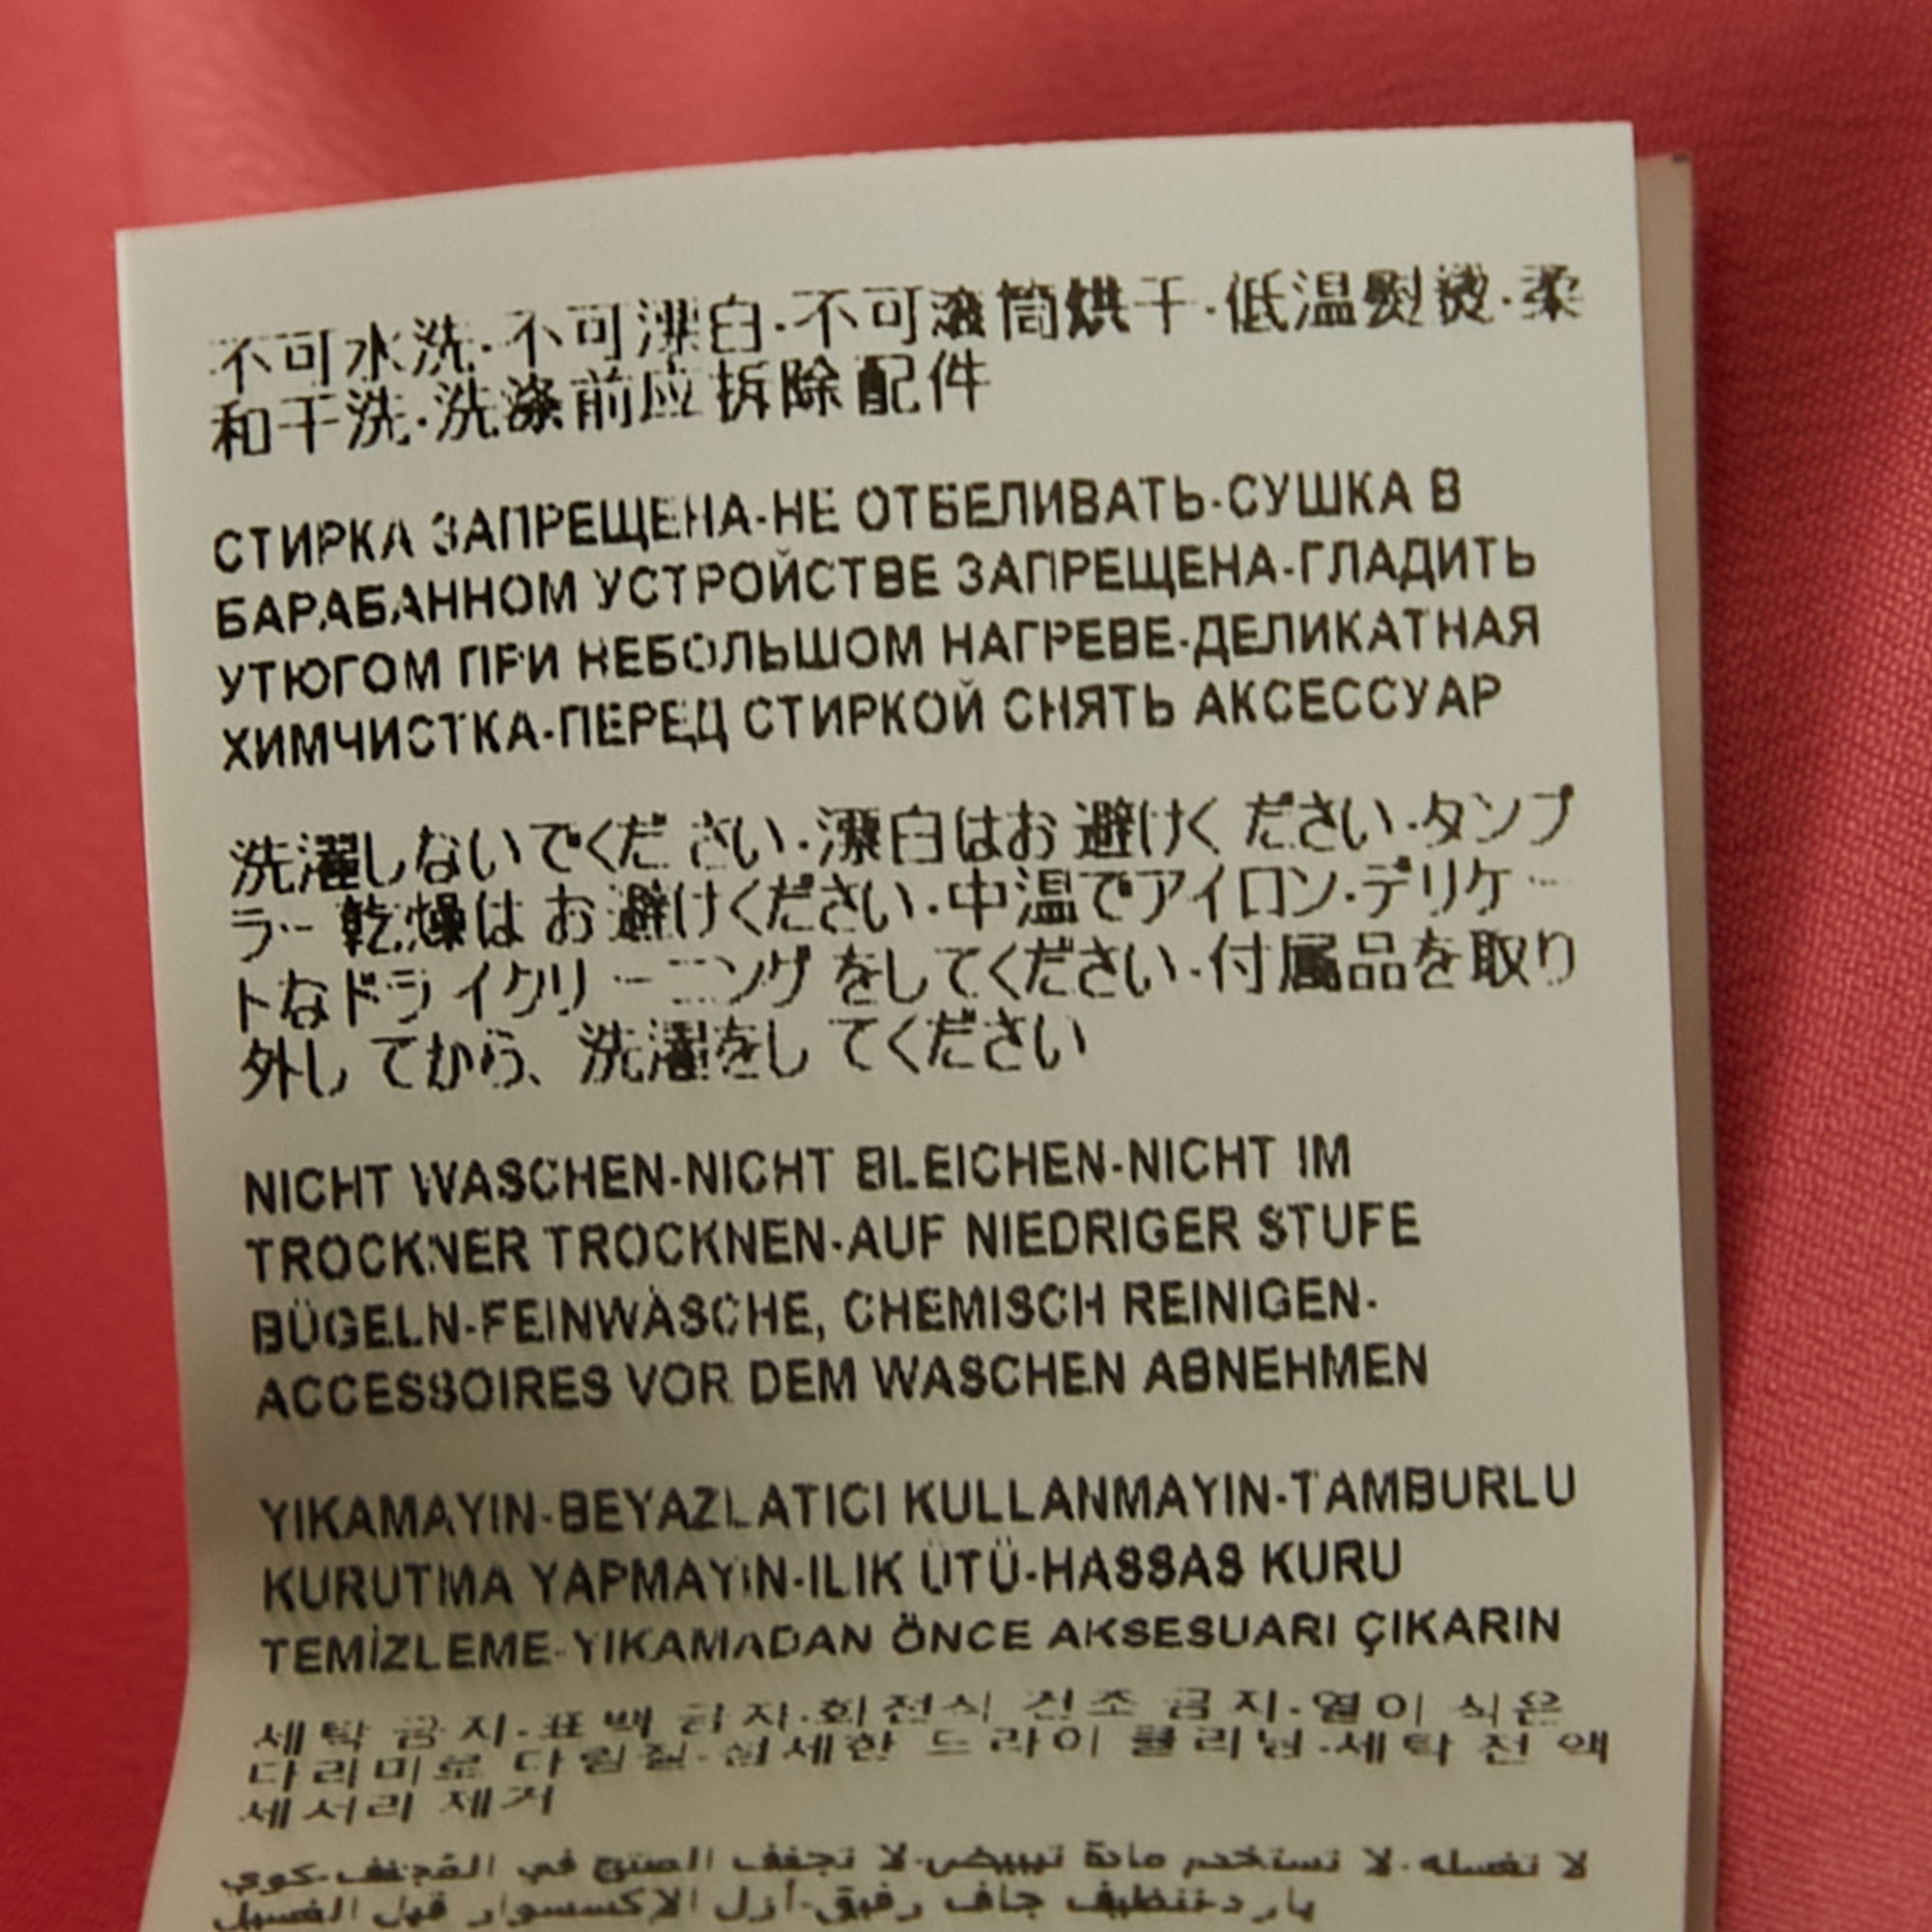 不可水洗-不可漂白-不可滚筒烘干-低温熨烫-柔
和干洗-洗涤前应拆除配件
СТИРКА ЗАПРЕЩЕНА-НЕ ОТБЕЛИВАТЬ-СУШКА В
БАРАБАННОМ УСТРОЙСТВЕ ЗАПРЕЩЕНА-ГЛАДИТЬ
УТЮГОМ ПРИ НЕБОЛЬШОМ НАГРЕВЕ-ДЕЛИКАТНАЯ
ХИМЧИСТКА-ПЕРЕД СТИРКОЙ СНЯТЬ АКСЕССУАР
洗濯しないでください-漂白はお避けください-タンブ
ラー乾燥はお避けください-中温でアイロン-デリケー
トなドライクリーニングをしてください-付属品を取り
外してから、洗濯をしてください
NICHT WASCHEN-NICHT BLEICHEN-NICHT IM
TROCKNER TROCKNEN-AUF NIEDRIGER STUFE
BÜGELN-FEINWÄSCHE, CHEMISCH REINIGEN-
ACCESSOIRES VOR DEM WASCHEN ABNEHMEN
YIKAMAYIN-BEYAZLATICI KULLANMAYIN-TAMBURLU
KURUTMA YAPMAYIN-ILIK ÜTÜ-HASSAS KURU
TEMİZLEME-YIKAMADAN ÖNCE AKSESUARI ÇIKARIN
세탁 금지-표백 금지-회전식 건조 금지-열이 식은
다리미로 다림질-섬세한 드라이 클리닝-세탁 전 액
세서리 제거
لا تغسله-لا تستخدم مادة تبييض-لا تجفف المنتج في المُجفف-كوي
بارد-تنظيف جاف رقيق-أزل الإكسسوار قبل الغسيل